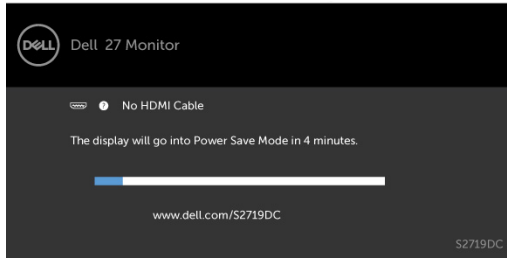 DELL
Dell 27 Monitor
? No HDMI Cable
The display will go into Power Save Mode in 4 minutes.
www.dell.com/S2719DC
S2719DC